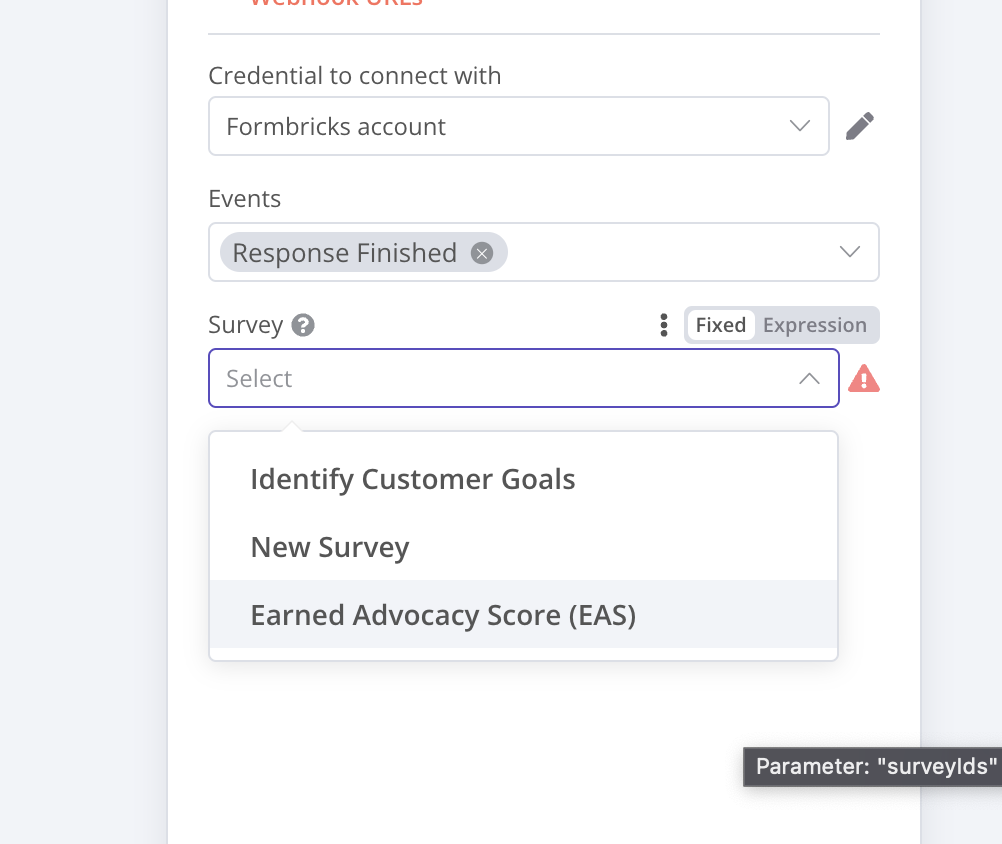 Webhook URLs
Credential to connect with
Formbricks account
Events
Response Finished
Survey
Fixed Expression
Select
Identify Customer Goals
New Survey
Earned Advocacy Score (EAS)
Parameter: "surveyIds"